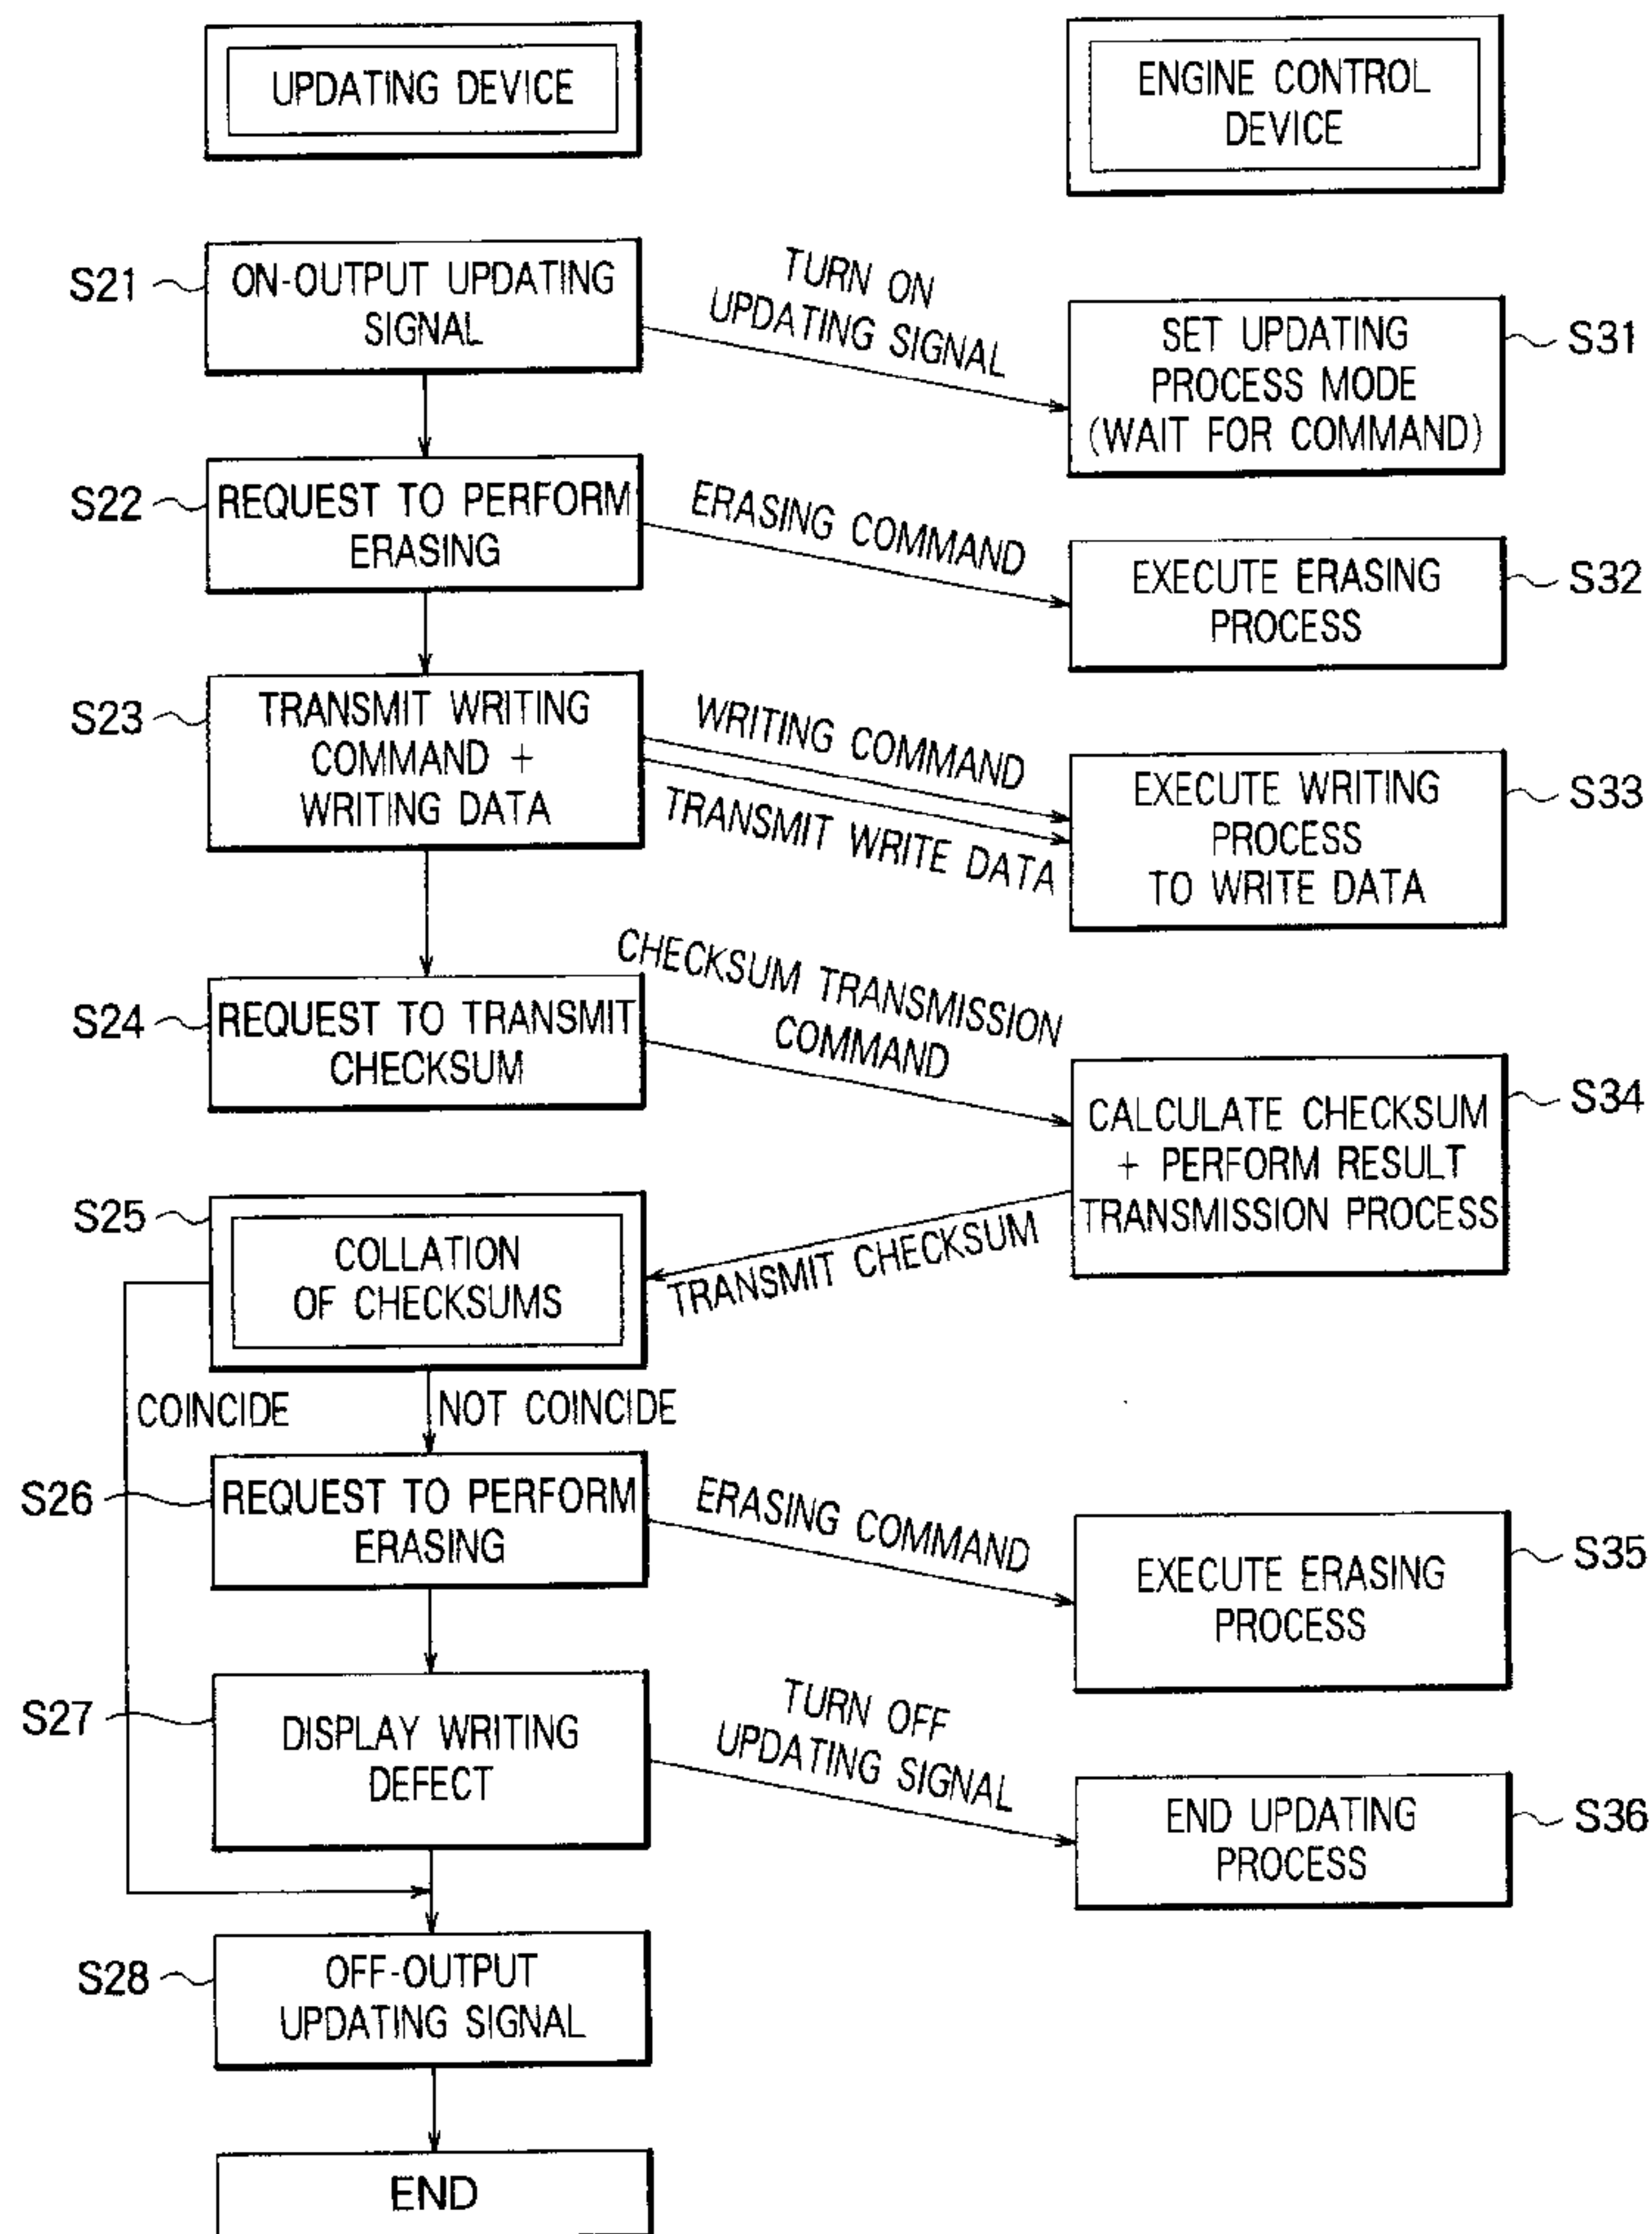 UPDATING DEVICE
ENGINE CONTROL
DEVICE
S21
ON-OUTPUT UPDATING
SIGNAL
TURN ON
UPDATING SIGNAL
SET UPDATING
PROCESS MODE
(WAIT FOR COMMAND)
S31
S22
REQUEST TO PERFORM
ERASING
ERASING COMMAND
EXECUTE ERASING
PROCESS
S32
S23
TRANSMIT WRITING
COMMAND +
WRITING DATA
WRITING COMMAND
TRANSMIT WRITE DATA
EXECUTE WRITING
PROCESS
TO WRITE DATA
S33
S24
REQUEST TO TRANSMIT
CHECKSUM
CHECKSUM TRANSMISSION
COMMAND
CALCULATE CHECKSUM
+ PERFORM RESULT
TRANSMISSION PROCESS
S34
S25
COLLATION
OF CHECKSUMS
TRANSMIT CHECKSUM
COINCIDE
NOT COINCIDE
S26
REQUEST TO PERFORM
ERASING
ERASING COMMAND
EXECUTE ERASING
PROCESS
S35
S27
DISPLAY WRITING
DEFECT
TURN OFF
UPDATING SIGNAL
END UPDATING
PROCESS
S36
S28
OFF-OUTPUT
UPDATING SIGNAL
END